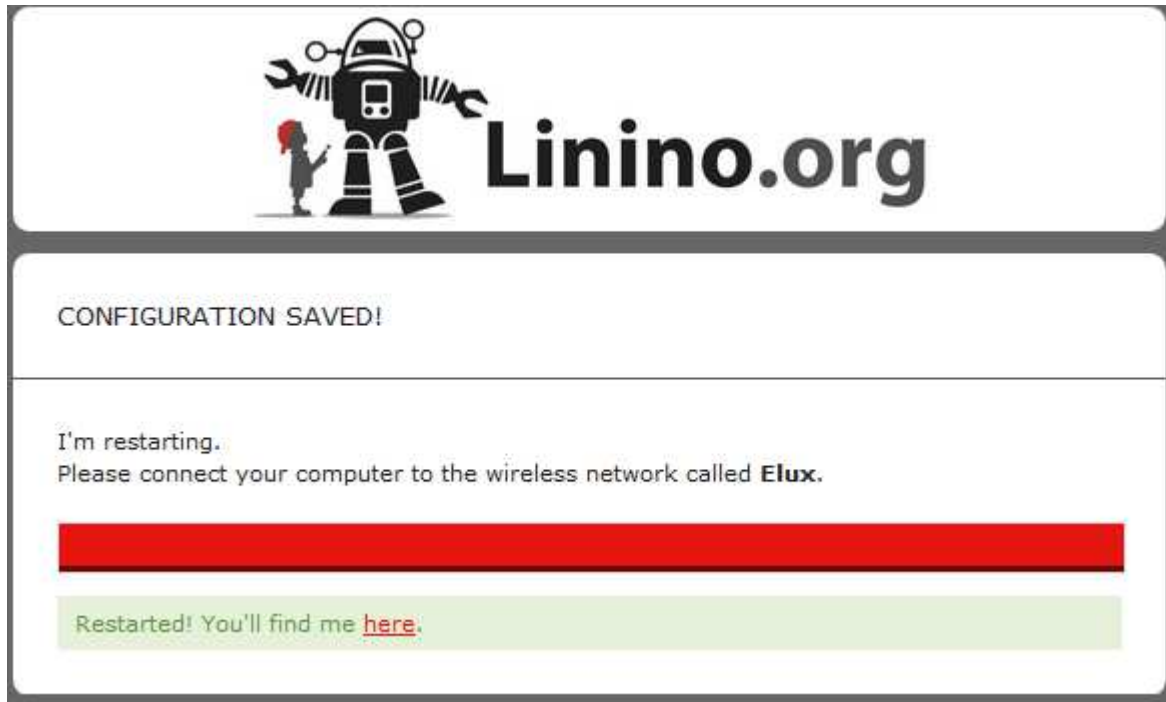 Linino.org
CONFIGURATION SAVED!
I'm restarting.
Please connect your computer to the wireless network called Elux.
Restarted! You'll find me here.